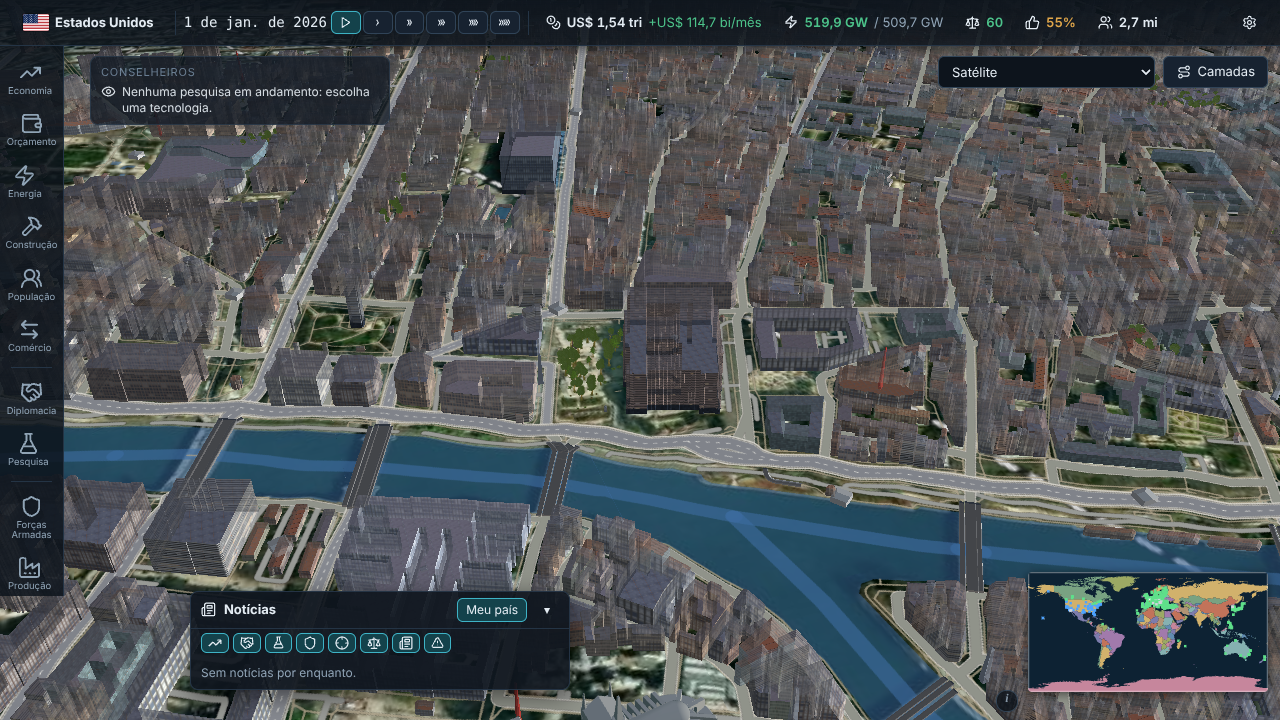 Estados Unidos
1 de jan. de 2026
US$ 1,54 tri +US$ 114,7 bi/mês
519,9 GW / 509,7 GW
60
55%
2,7 mi
Economia
Orçamento
Energia
Construção
População
Comércio
Diplomacia
Pesquisa
Forças
Armadas
Produção
CONSELHEIROS
Nenhuma pesquisa em andamento: escolha
uma tecnologia.
Satélite
Camadas
Notícias
Meu país
Sem notícias por enquanto.
i